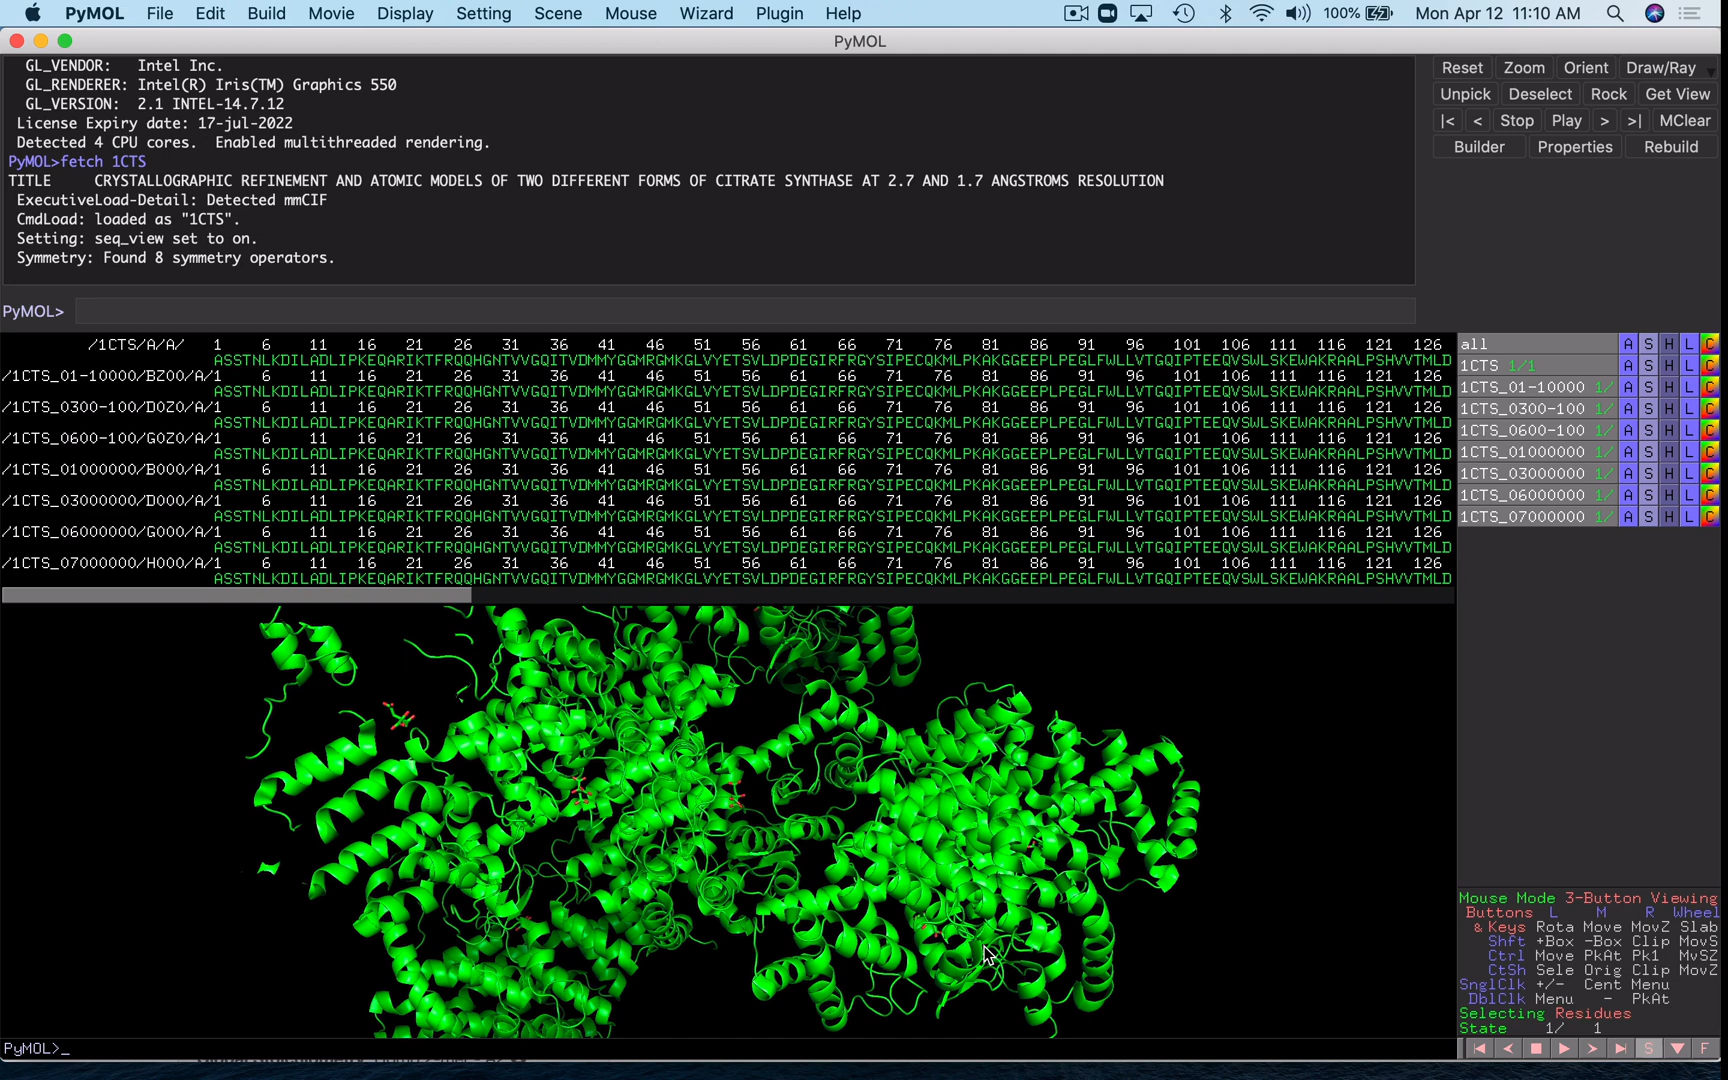 PyMOL File Edit Build Movie Display Setting Scene Mouse Wizard Plugin Help 100% Mon Apr 12 11:10 AM
PyMOL
GL_VENDOR: Intel Inc.
GL_RENDERER: Intel(R) Iris(TM) Graphics 550
GL_VERSION: 2.1 INTEL-14.7.12
License Expiry date: 17-jul-2022
Detected 4 CPU cores. Enabled multithreaded rendering.
PyMOL>fetch 1CTS
TITLE CRYSTALLOGRAPHIC REFINEMENT AND ATOMIC MODELS OF TWO DIFFERENT FORMS OF CITRATE SYNTHASE AT 2.7 AND 1.7 ANGSTROMS RESOLUTION
ExecutiveLoad-Detail: Detected mmCIF
CmdLoad: loaded as "1CTS".
Setting: seq_view set to on.
Symmetry: Found 8 symmetry operators.
PyMOL>
Reset Zoom Orient Draw/Ray
Unpick Deselect Rock Get View
|< < Stop Play > >| MClear
Builder Properties Rebuild
/1CTS/A/A/ 1 6 11 16 21 26 31 36 41 46 51 56 61 66 71 76 81 86 91 96 101 106 111 116 121 126
ASSTNLKDILADLIPKEQARIKTFRQQHGNTVVGQITVDMMYGGMRGMKGLVYETSVLDPDEGIRFRGYSIPECQKMLPKAKGGEEPLPEGLFWLLVTGQIPTEEQVSWLSKEWAKRAALPSHVVTMLD
/1CTS_01-10000/BZ00/A/1 6 11 16 21 26 31 36 41 46 51 56 61 66 71 76 81 86 91 96 101 106 111 116 121 126
ASSTNLKDILADLIPKEQARIKTFRQQHGNTVVGQITVDMMYGGMRGMKGLVYETSVLDPDEGIRFRGYSIPECQKMLPKAKGGEEPLPEGLFWLLVTGQIPTEEQVSWLSKEWAKRAALPSHVVTMLD
/1CTS_0300-100/D0Z0/A/1 6 11 16 21 26 31 36 41 46 51 56 61 66 71 76 81 86 91 96 101 106 111 116 121 126
ASSTNLKDILADLIPKEQARIKTFRQQHGNTVVGQITVDMMYGGMRGMKGLVYETSVLDPDEGIRFRGYSIPECQKMLPKAKGGEEPLPEGLFWLLVTGQIPTEEQVSWLSKEWAKRAALPSHVVTMLD
/1CTS_0600-100/G0Z0/A/1 6 11 16 21 26 31 36 41 46 51 56 61 66 71 76 81 86 91 96 101 106 111 116 121 126
ASSTNLKDILADLIPKEQARIKTFRQQHGNTVVGQITVDMMYGGMRGMKGLVYETSVLDPDEGIRFRGYSIPECQKMLPKAKGGEEPLPEGLFWLLVTGQIPTEEQVSWLSKEWAKRAALPSHVVTMLD
/1CTS_01000000/B000/A/1 6 11 16 21 26 31 36 41 46 51 56 61 66 71 76 81 86 91 96 101 106 111 116 121 126
ASSTNLKDILADLIPKEQARIKTFRQQHGNTVVGQITVDMMYGGMRGMKGLVYETSVLDPDEGIRFRGYSIPECQKMLPKAKGGEEPLPEGLFWLLVTGQIPTEEQVSWLSKEWAKRAALPSHVVTMLD
/1CTS_03000000/D000/A/1 6 11 16 21 26 31 36 41 46 51 56 61 66 71 76 81 86 91 96 101 106 111 116 121 126
ASSTNLKDILADLIPKEQARIKTFRQQHGNTVVGQITVDMMYGGMRGMKGLVYETSVLDPDEGIRFRGYSIPECQKMLPKAKGGEEPLPEGLFWLLVTGQIPTEEQVSWLSKEWAKRAALPSHVVTMLD
/1CTS_06000000/G000/A/1 6 11 16 21 26 31 36 41 46 51 56 61 66 71 76 81 86 91 96 101 106 111 116 121 126
ASSTNLKDILADLIPKEQARIKTFRQQHGNTVVGQITVDMMYGGMRGMKGLVYETSVLDPDEGIRFRGYSIPECQKMLPKAKGGEEPLPEGLFWLLVTGQIPTEEQVSWLSKEWAKRAALPSHVVTMLD
/1CTS_07000000/H000/A/1 6 11 16 21 26 31 36 41 46 51 56 61 66 71 76 81 86 91 96 101 106 111 116 121 126
ASSTNLKDILADLIPKEQARIKTFRQQHGNTVVGQITVDMMYGGMRGMKGLVYETSVLDPDEGIRFRGYSIPECQKMLPKAKGGEEPLPEGLFWLLVTGQIPTEEQVSWLSKEWAKRAALPSHVVTMLD
all A S H L C
1CTS 1/1 A S H L C
1CTS_01-10000 1/ A S H L C
1CTS_0300-100 1/ A S H L C
1CTS_0600-100 1/ A S H L C
1CTS_01000000 1/ A S H L C
1CTS_03000000 1/ A S H L C
1CTS_06000000 1/ A S H L C
1CTS_07000000 1/ A S H L C
Mouse Mode 3-Button Viewing
Buttons L M R Wheel
& Keys Rota Move MovZ Slab
Shft +Box -Box Clip MovS
Ctrl Move PkAt Pk1 MvSZ
CtSh Sele Orig Clip MovZ
SnglClk +/- Cent Menu
DblClk Menu - PkAt
Selecting Residues
State 1/ 1
S F
PyMOL>_